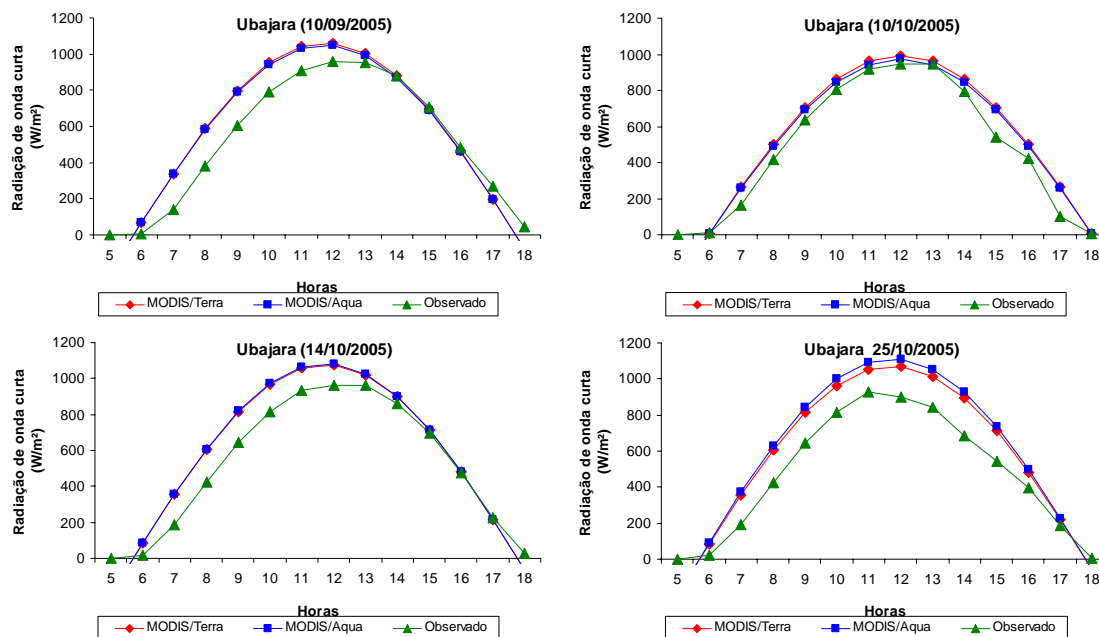 Ubajara (10/09/2005)
1200
1000
800
600
400
200
0
Radiação de onda curta
(W/m²)
5 6 7 8 9 10 11 12 13 14 15 16 17 18
Horas
MODIS/Terra MODIS/Aqua Observado
Ubajara (10/10/2005)
1200
1000
800
600
400
200
0
Radiação de onda curta
(W/m²)
5 6 7 8 9 10 11 12 13 14 15 16 17 18
Horas
MODIS/Terra MODIS/Aqua Observado
Ubajara (14/10/2005)
1200
1000
800
600
400
200
0
Radiação de onda curta
(W/m²)
5 6 7 8 9 10 11 12 13 14 15 16 17 18
Horas
MODIS/Terra MODIS/Aqua Observado
Ubajara 25/10/2005)
1200
1000
800
600
400
200
0
Radiação de onda curta
(W/m²)
5 6 7 8 9 10 11 12 13 14 15 16 17 18
Horas
MODIS/Terra MODIS/Aqua Observado